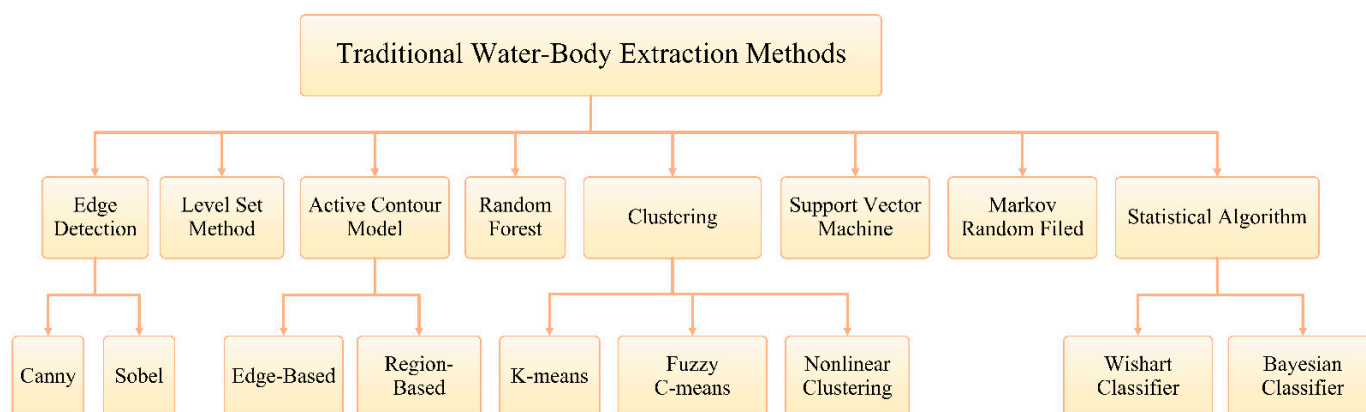 Traditional Water-Body Extraction Methods
Edge
Detection
Level Set
Method
Active Contour
Model
Random
Forest
Clustering
Support Vector
Machine
Markov
Random Filed
Statistical Algorithm
Canny
Sobel
Edge-Based
Region-
Based
K-means
Fuzzy
C-means
Nonlinear
Clustering
Wishart
Classifier
Bayesian
Classifier